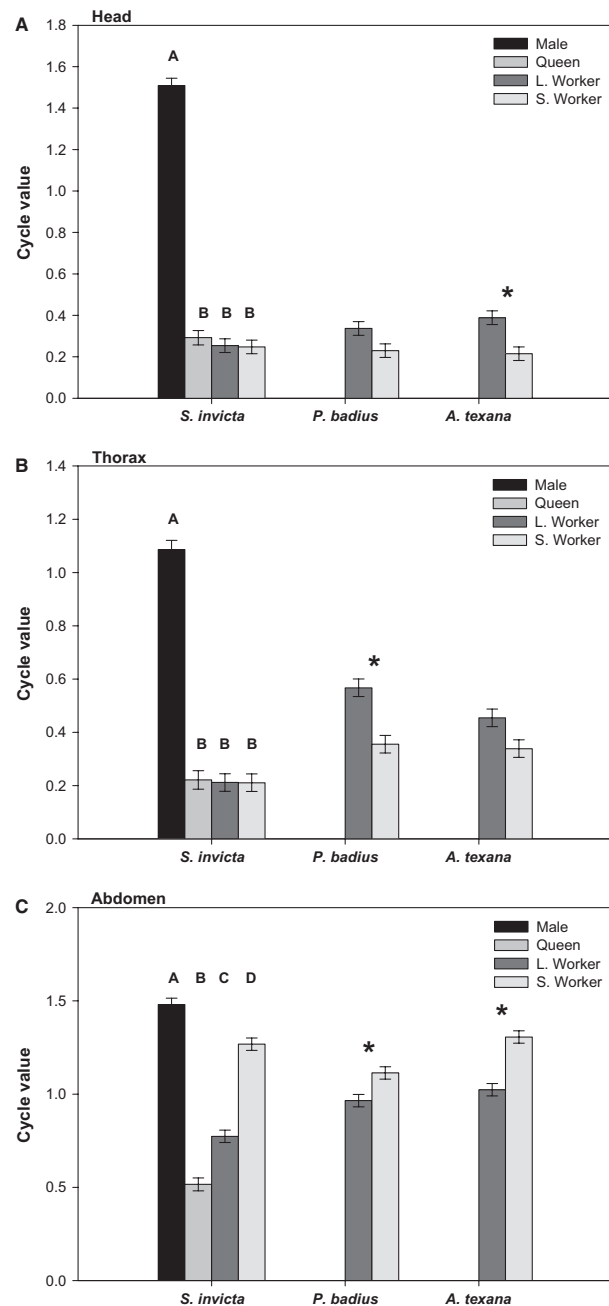 A Head
1.8
1.6
1.4
1.2
1.0
0.8
0.6
0.4
0.2
0.0
Cycle value
Male
Queen
L. Worker
S. Worker
A
B B B
*
S. invicta P. badius A. texana
B Thorax
1.4
1.2
1.0
0.8
0.6
0.4
0.2
0.0
Cycle value
Male
Queen
L. Worker
S. Worker
A
B B B
*
S. invicta P. badius A. texana
C Abdomen
2.0
1.5
1.0
0.5
0.0
Cycle value
Male
Queen
L. Worker
S. Worker
A B C D
*
*
S. invicta P. badius A. texana